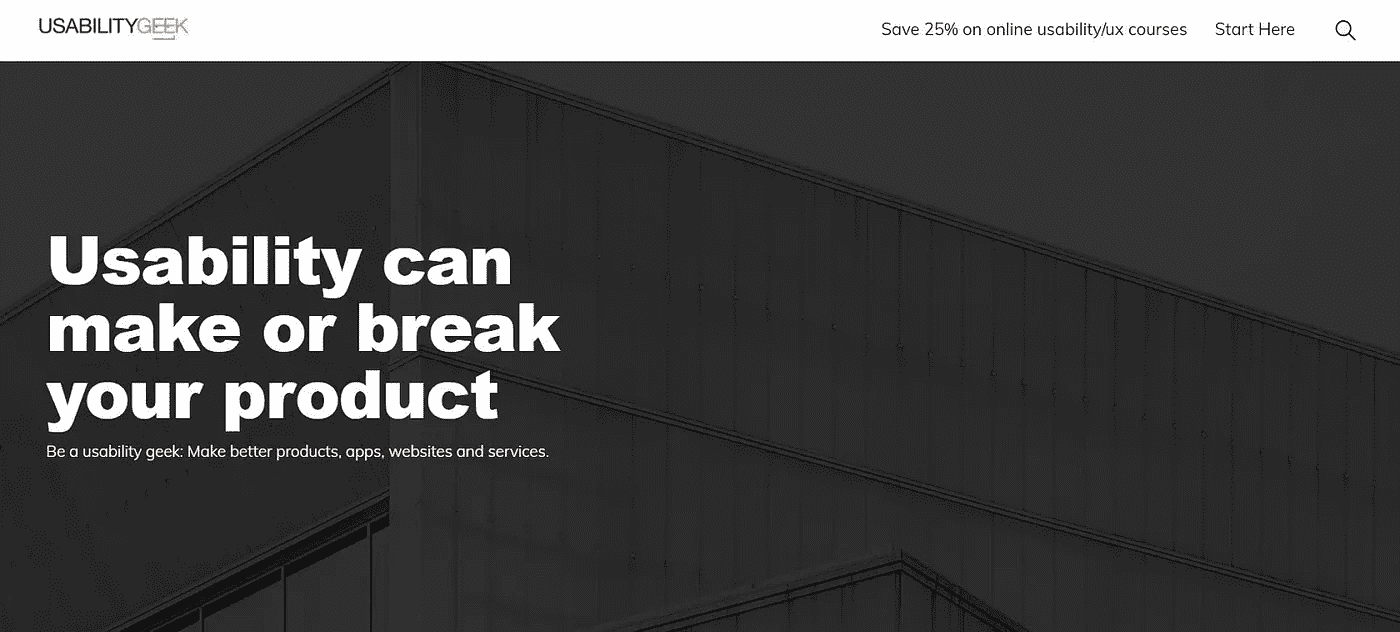 USABILITYGEEK
Save 25% on online usability/ux courses
Start Here
Usability can
make or break
your product
Be a usability geek: Make better products, apps, websites and services.